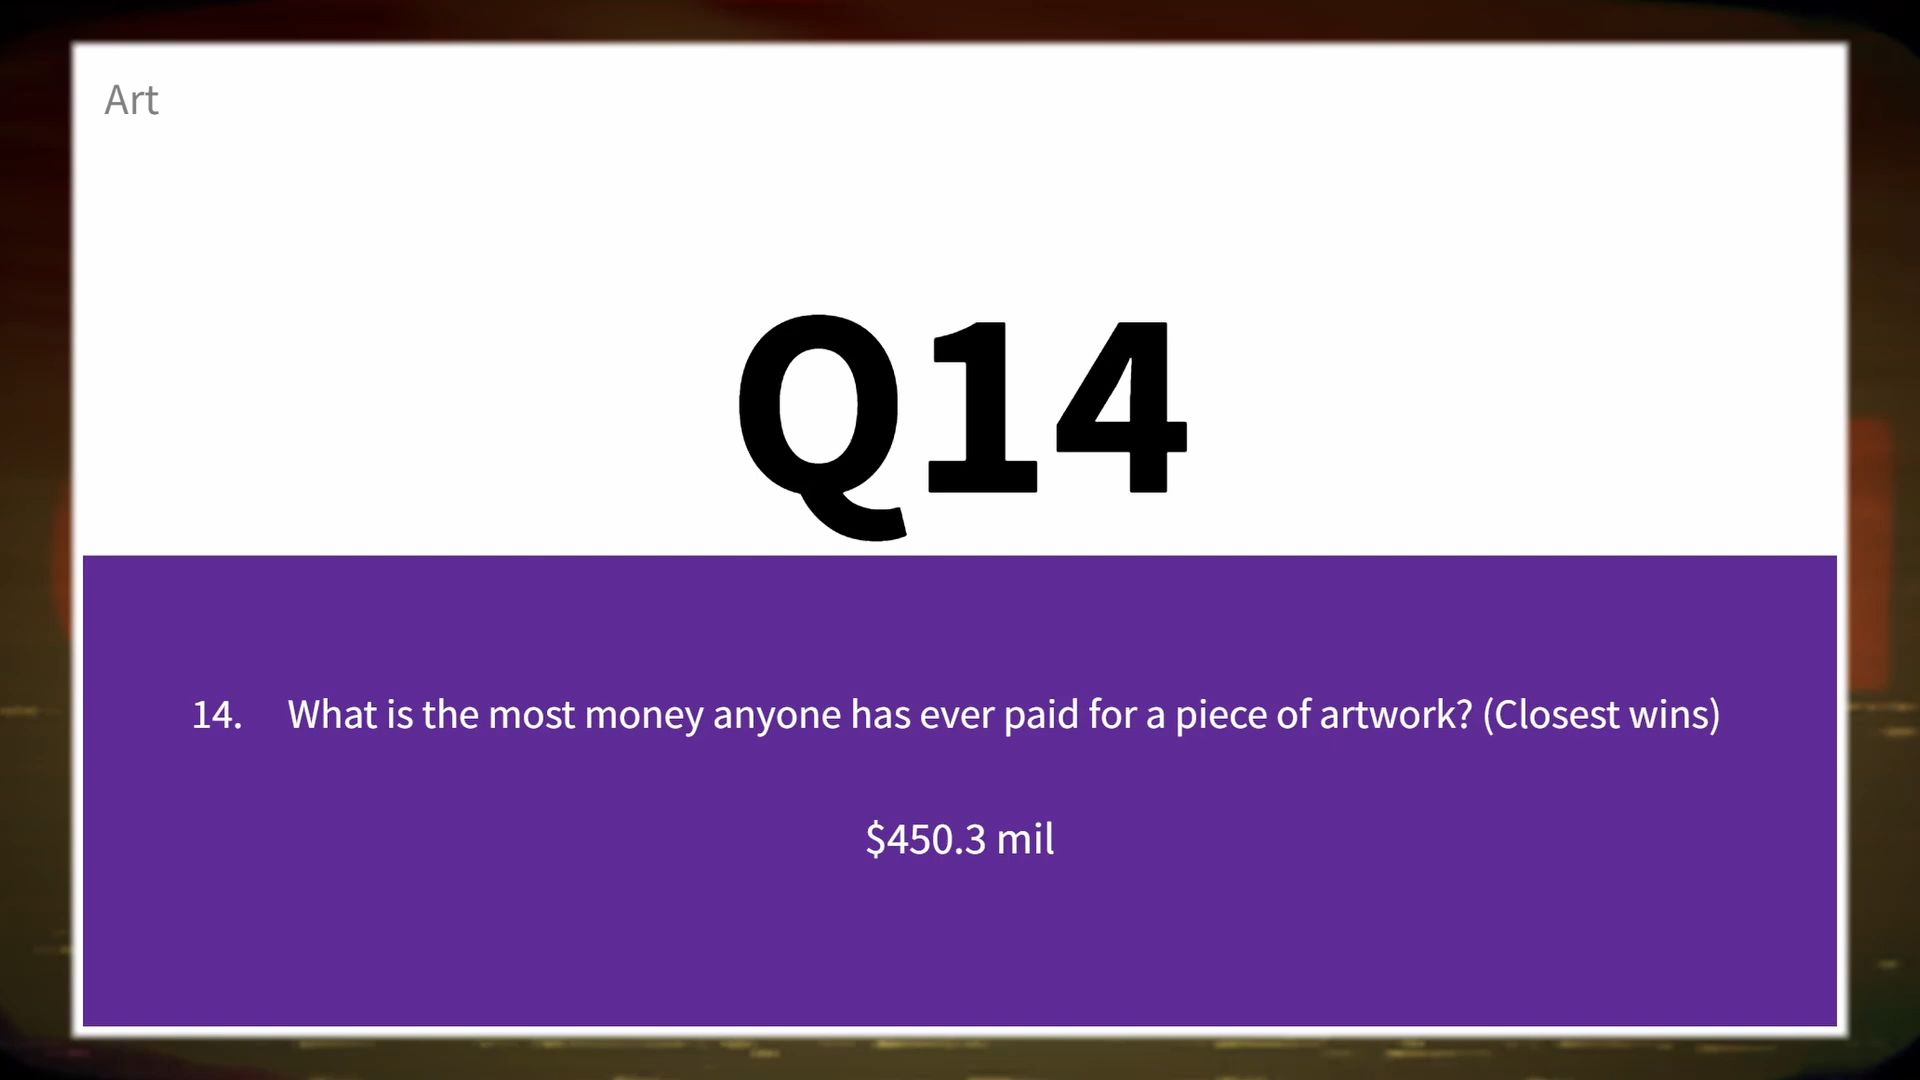 Art
Q14
14. What is the most money anyone has ever paid for a piece of artwork? (Closest wins)
$450.3 mil